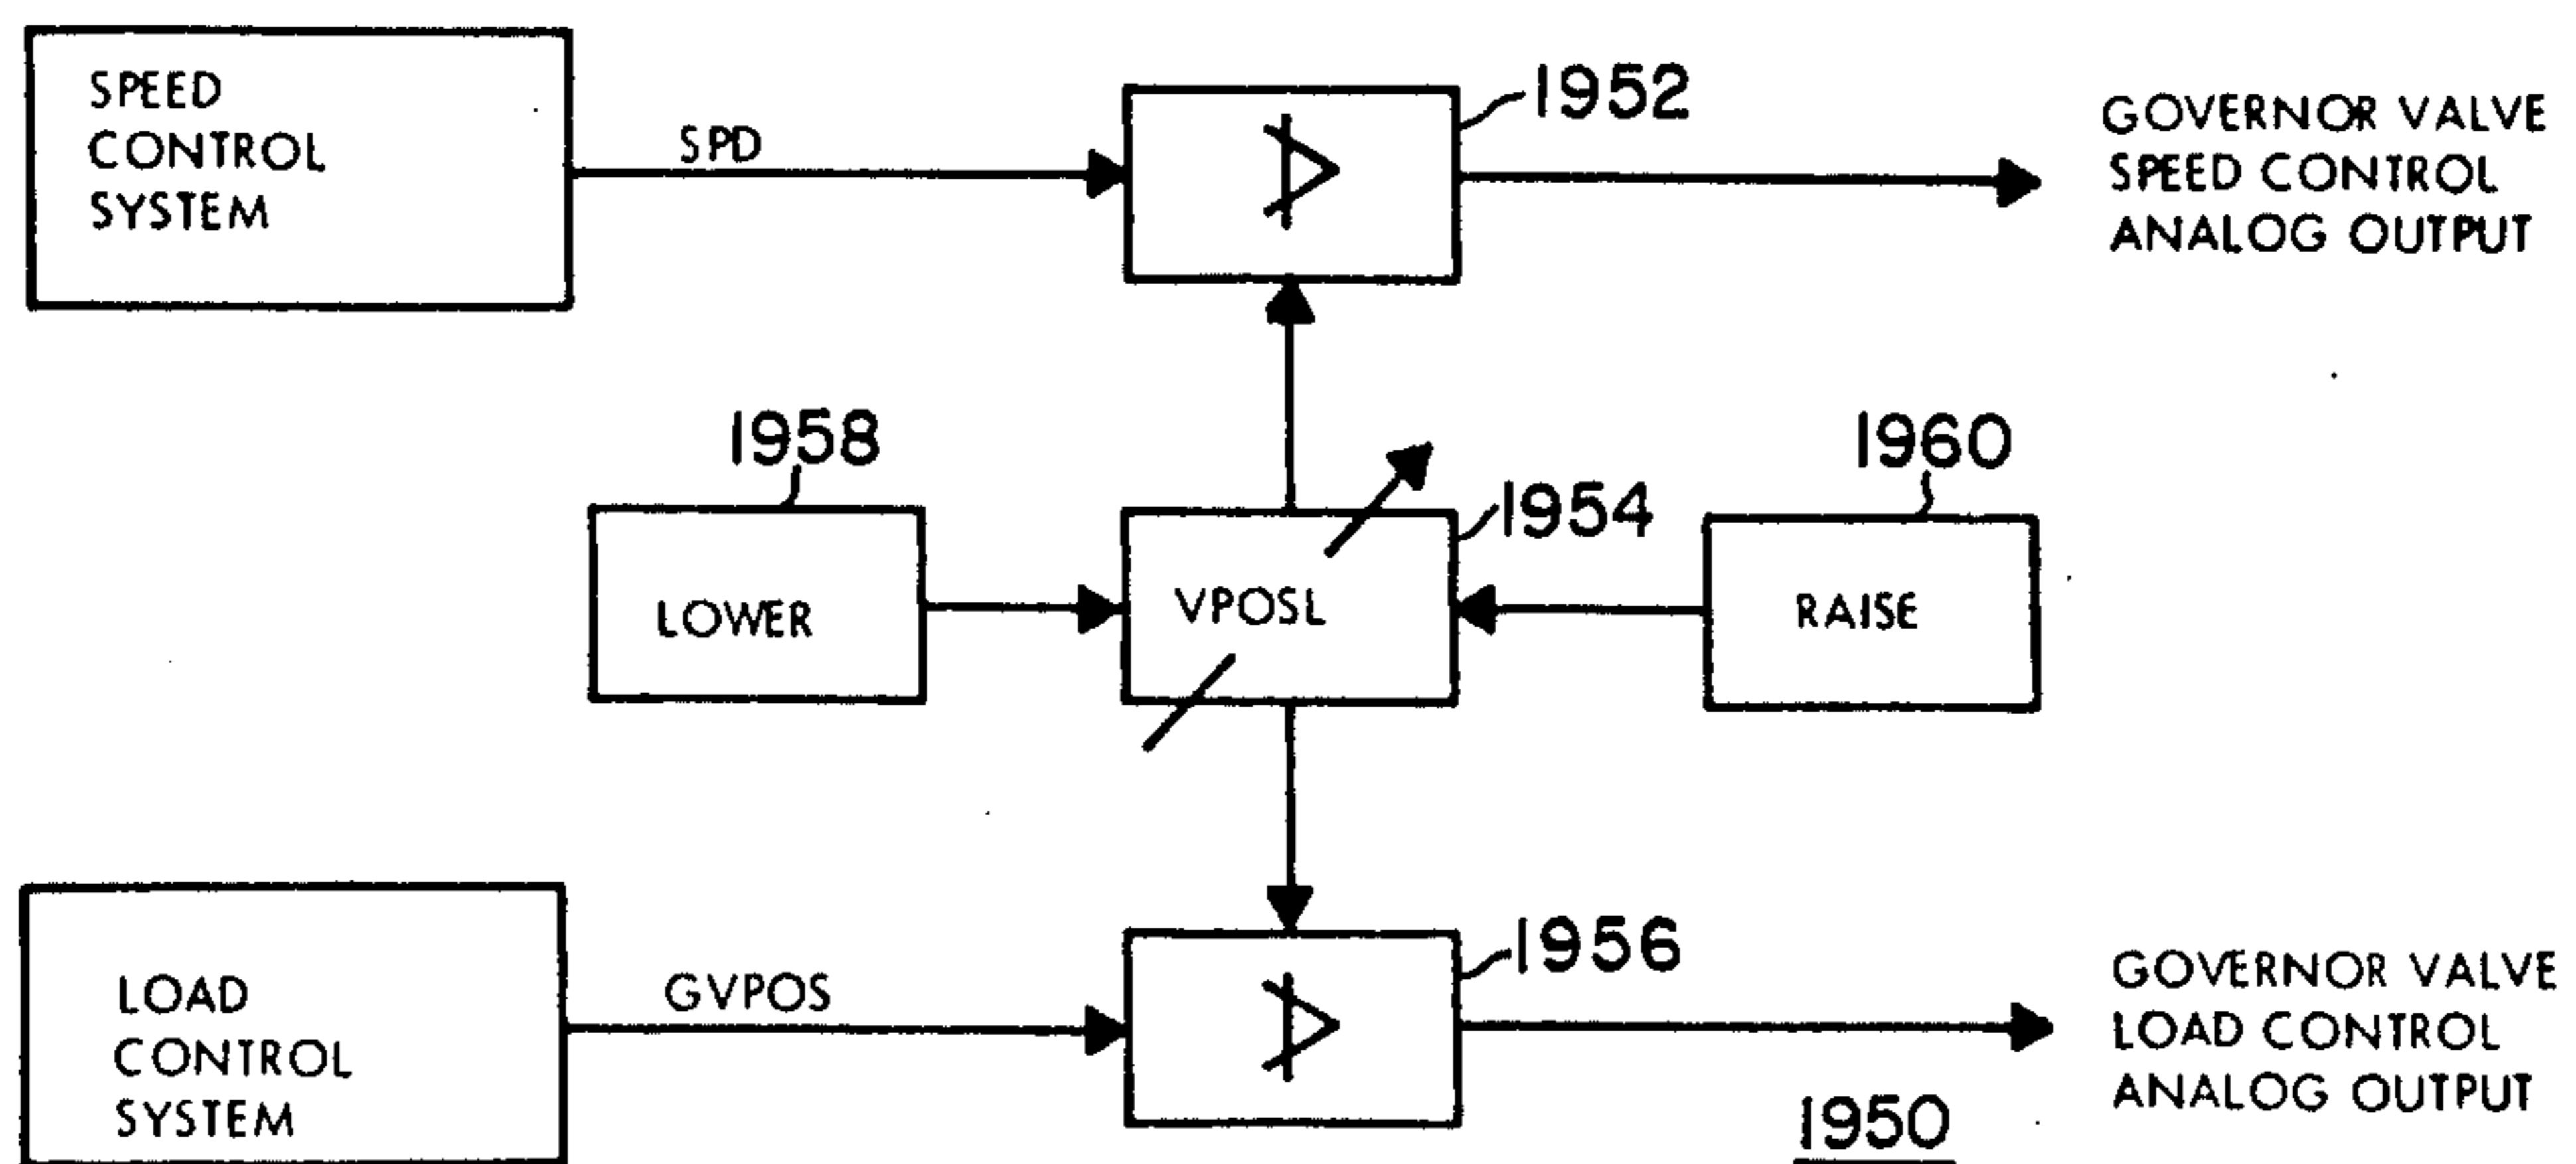 SPEED
CONTROL
SYSTEM
SPD
1952
GOVERNOR VALVE
SPEED CONTROL
ANALOG OUTPUT
1958
LOWER
1954
VPOSL
1960
RAISE
LOAD
CONTROL
SYSTEM
GVPOS
1956
GOVERNOR VALVE
LOAD CONTROL
ANALOG OUTPUT
1950